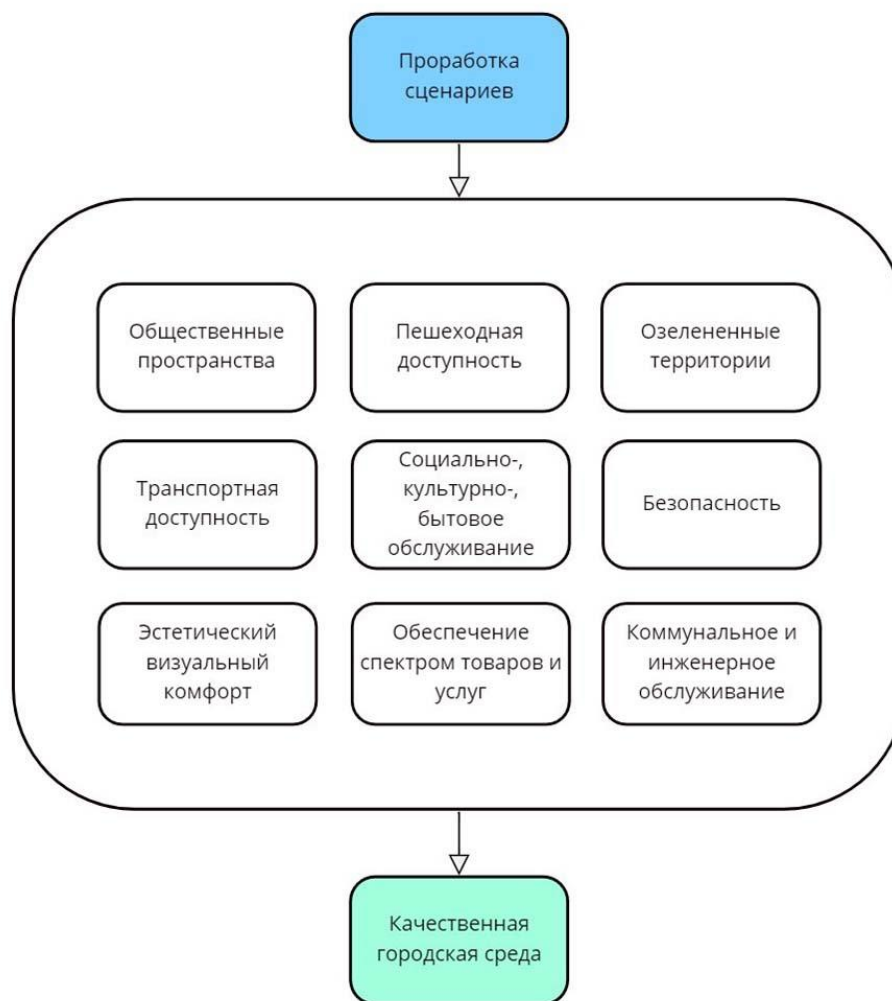 Проработка
сценариев
Общественные
пространства
Пешеходная
доступность
Озелененные
территории
Транспортная
доступность
Социально-,
культурно-,
бытовое
обслуживание
Безопасность
Эстетический
визуальный
комфорт
Обеспечение
спектром товаров и
услуг
Коммунальное и
инженерное
обслуживание
Качественная
городская среда